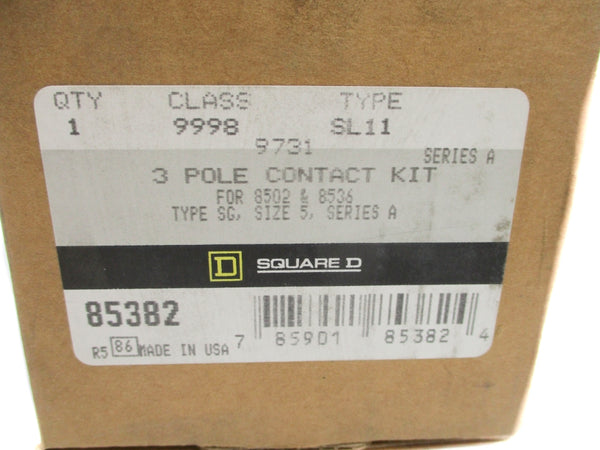 QTY CLASS TYPE
1 9998 SL11
9731
SERIES A
3 POLE CONTACT KIT
FOR 8502 & 8536
TYPE SG, SIZE 5, SERIES A
D SQUARE D
85382
R5 86 MADE IN USA
7 85901 85382 4